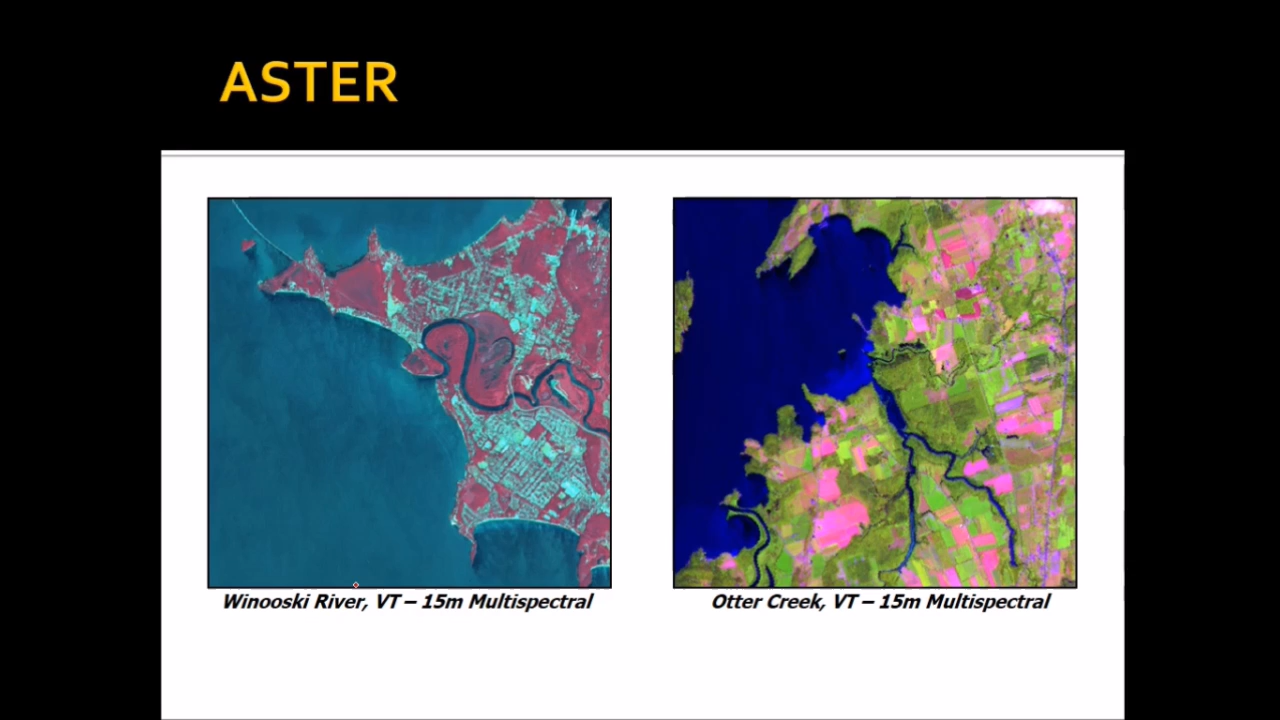 ASTER
Winooski River, VT – 15m Multispectral
Otter Creek, VT – 15m Multispectral